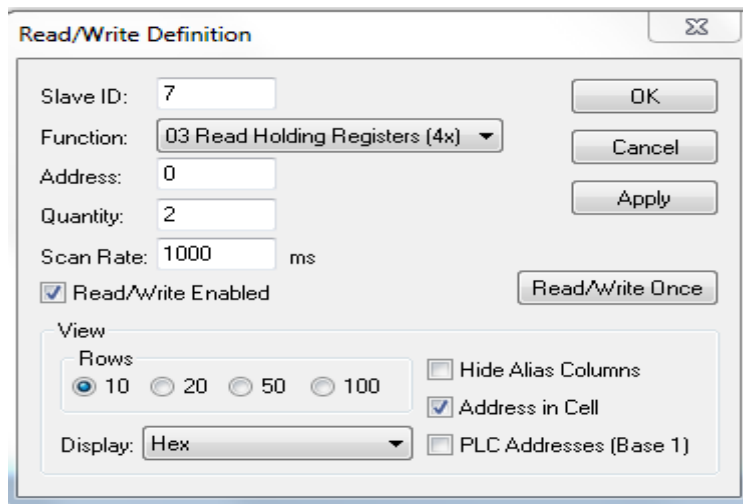 Read/Write Definition
Slave ID: 7
OK
Function: 03 Read Holding Registers (4x)
Cancel
Address: 0
Apply
Quantity: 2
Scan Rate: 1000 ms
Read/Write Enabled
Read/Write Once
View
Rows
10 20 50 100
Hide Alias Columns
Address in Cell
Display: Hex
PLC Addresses (Base 1)